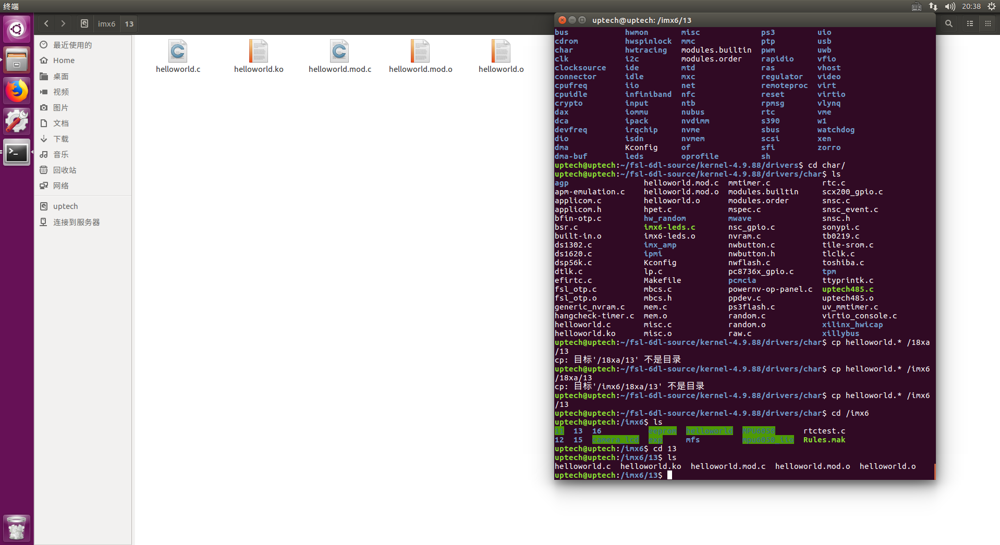 终端
20:38
imx6 13
uptech@uptech: /imx6/13
最近使用的
Home
桌面
视频
图片
文档
下载
音乐
回收站
网络
uptech
连接到服务器
helloworld.c helloworld.ko helloworld.mod.c helloworld.mod.o helloworld.o
bus hwmon misc ps3 uio
cdrom hwspinlock mmc ptp usb
char hwtracing modules.builtin pwm uwb
clk i2c modules.order rapidio vfio
clocksource ide mtd ras vhost
connector idle mxc regulator video
cpufreq iio net remoteproc virt
cpuidle infiniband nfc reset virtio
crypto input ntb rpmsg vlynq
dax iommu nubus rtc vme
dca ipack nvdimm s390 w1
devfreq irqchip nvme sbus watchdog
dio isdn nvmem scsi xen
dma Kconfig of sfi zorro
dma-buf leds oprofile sh
uptech@uptech:~/fsl-6dl-source/kernel-4.9.88/drivers$ cd char/
uptech@uptech:~/fsl-6dl-source/kernel-4.9.88/drivers/char$ ls
agp helloworld.mod.c mmtimer.c rtc.c
apm-emulation.c helloworld.mod.o modules.builtin scx200_gpio.c
applicom.c helloworld.o modules.order snsc.c
applicom.h hpet.c mspec.c snsc_event.c
bfin-otp.c hw_random mwave snsc.h
bsr.c imx6-leds.c nsc_gpio.c sonypi.c
built-in.o imx6-leds.o nvram.c tb0219.c
ds1302.c imx_amp nwbutton.c tile-srom.c
ds1620.c ipmi nwbutton.h tlclk.c
dsp56k.c Kconfig nwflash.c toshiba.c
dtlk.c lp.c pc8736x_gpio.c tpm
efirtc.c Makefile pcmcia ttyprintk.c
fsl_otp.c mbcs.c powernv-op-panel.c uptech485.c
fsl_otp.o mbcs.h ppdev.c uptech485.o
generic_nvram.c mem.c ps3flash.c uv_mmtimer.c
hangcheck-timer.c mem.o random.c virtio_console.c
helloworld.c misc.c random.o xilinx_hwicap
helloworld.ko misc.o raw.c xillybus
uptech@uptech:~/fsl-6dl-source/kernel-4.9.88/drivers/char$ cp helloworld.* /18xa
/13
cp: 目标'/18xa/13' 不是目录
uptech@uptech:~/fsl-6dl-source/kernel-4.9.88/drivers/char$ cp helloworld.* /imx6
/18xa/13
cp: 目标'/imx6/18xa/13' 不是目录
uptech@uptech:~/fsl-6dl-source/kernel-4.9.88/drivers/char$ cp helloworld.* /imx6
/13
uptech@uptech:~/fsl-6dl-source/kernel-4.9.88/drivers/char$ cd /imx6
uptech@uptech:/imx6$ ls
11 13 16 eeprom helloworld MPU6050 rtctest.c
12 15 camera_lcd exp mfs mpu6050_iio Rules.mak
uptech@uptech:/imx6$ cd 13
uptech@uptech:/imx6/13$ ls
helloworld.c helloworld.ko helloworld.mod.c helloworld.mod.o helloworld.o
uptech@uptech:/imx6/13$